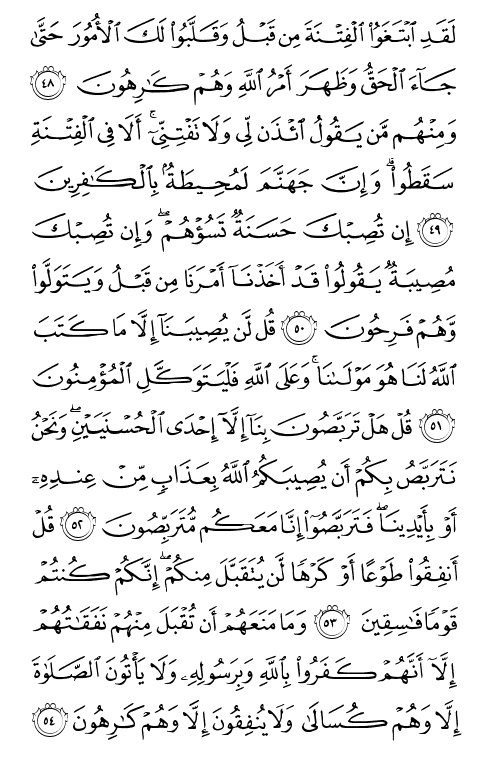 لَقَدِ ٱبْتَغَوُا۟ ٱلْفِتْنَةَ مِن قَبْلُ وَقَلَّبُوا۟ لَكَ ٱلْأُمُورَ حَتَّىٰ
جَآءَ ٱلْحَقُّ وَظَهَرَ أَمْرُ ٱللَّهِ وَهُمْ كَٰرِهُونَ ٤٨
وَمِنْهُم مَّن يَقُولُ ٱئْذَن لِّى وَلَا تَفْتِنِّىٓ ۚ أَلَا فِى ٱلْفِتْنَةِ
سَقَطُوا۟ ۗ وَإِنَّ جَهَنَّمَ لَمُحِيطَةٌۢ بِٱلْكَٰفِرِينَ
٤٩ إِن تُصِبْكَ حَسَنَةٌ تَسُؤْهُمْ ۖ وَإِن تُصِبْكَ
مُصِيبَةٌ يَقُولُوا۟ قَدْ أَخَذْنَآ أَمْرَنَا مِن قَبْلُ وَيَتَوَلَّوا۟
وَّهُمْ فَرِحُونَ ٥٠ قُل لَّن يُصِيبَنَآ إِلَّا مَا كَتَبَ
ٱللَّهُ لَنَا هُوَ مَوْلَىٰنَا ۚ وَعَلَى ٱللَّهِ فَلْيَتَوَكَّلِ ٱلْمُؤْمِنُونَ
٥١ قُلْ هَلْ تَرَبَّصُونَ بِنَآ إِلَّآ إِحْدَى ٱلْحُسْنَيَيْنِ ۖ وَنَحْنُ
نَتَرَبَّصُ بِكُمْ أَن يُصِيبَكُمُ ٱللَّهُ بِعَذَابٍ مِّنْ عِندِهِۦٓ
أَوْ بِأَيْدِينَا ۖ فَتَرَبَّصُوٓا۟ إِنَّا مَعَكُم مُّتَرَبِّصُونَ ٥٢ قُلْ
أَنفِقُوا۟ طَوْعًا أَوْ كَرْهًا لَّن يُتَقَبَّلَ مِنكُمْ ۖ إِنَّكُمْ كُنتُمْ
قَوْمًا فَٰسِقِينَ ٥٣ وَمَا مَنَعَهُمْ أَن تُقْبَلَ مِنْهُمْ نَفَقَٰتُهُمْ
إِلَّآ أَنَّهُمْ كَفَرُوا۟ بِٱللَّهِ وَبِرَسُولِهِۦ وَلَا يَأْتُونَ ٱلصَّلَوٰةَ
إِلَّا وَهُمْ كُسَالَىٰ وَلَا يُنفِقُونَ إِلَّا وَهُمْ كَٰرِهُونَ ٥٤